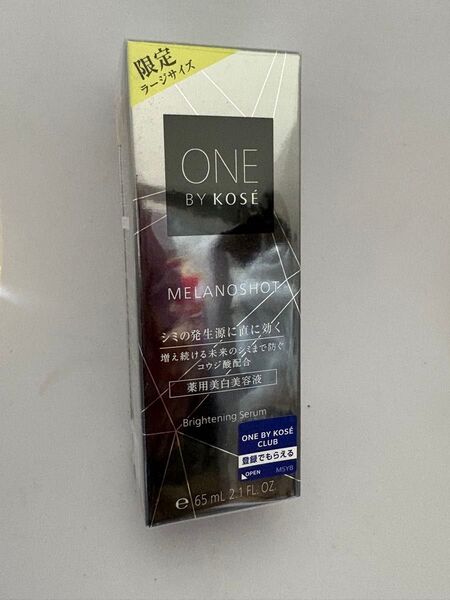 限定
ラージサイズ
ONE
BY KOSÉ
MELANOSHOT
シミの発生源に直に効く
増え続ける未来のシミまで防ぐ
コウジ酸配合
薬用美白美容液
Brightening Serum
ONE BY KOSÉ
CLUB
登録でもらえる
OPEN MSYB
℮ 65 mL 2.1 FL. OZ.